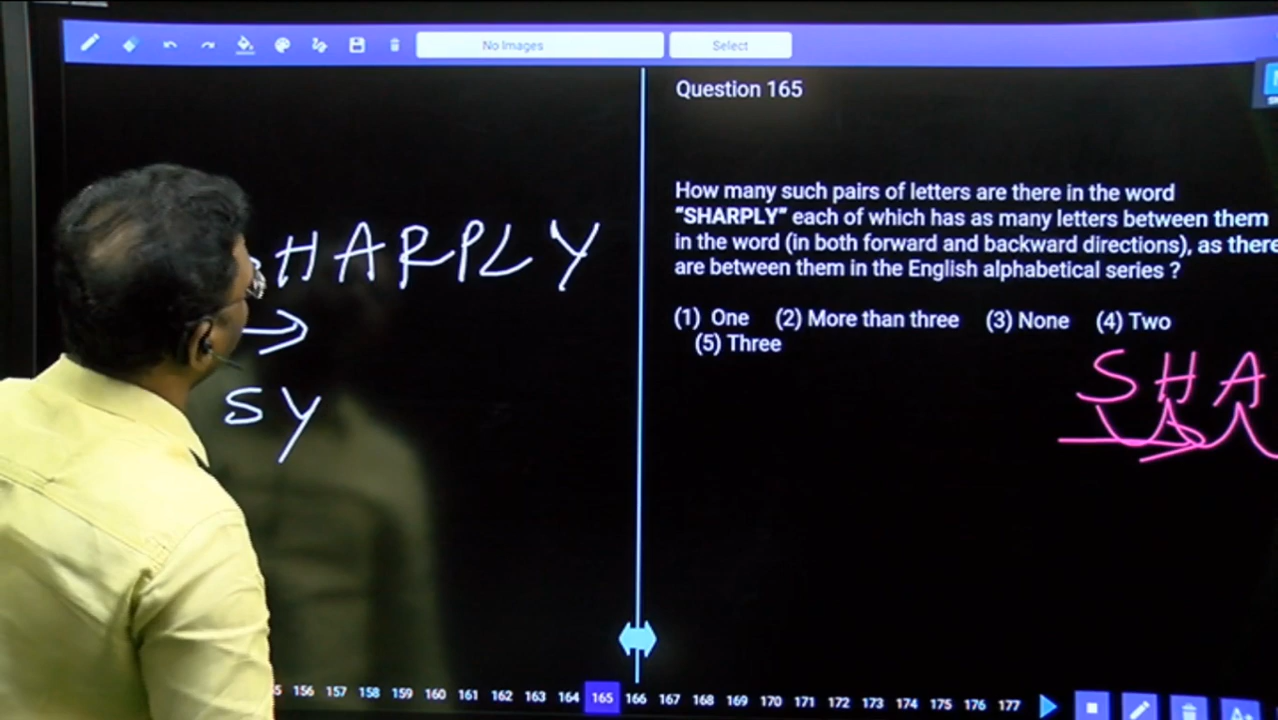 No Images Select
Question 165
How many such pairs of letters are there in the word
“SHARPLY” each of which has as many letters between them
in the word (in both forward and backward directions), as there
are between them in the English alphabetical series ?
(1) One (2) More than three (3) None (4) Two
(5) Three
HARPLY
SY
SHA
5 156 157 158 159 160 161 162 163 164 165 166 167 168 169 170 171 172 173 174 175 176 177
A+